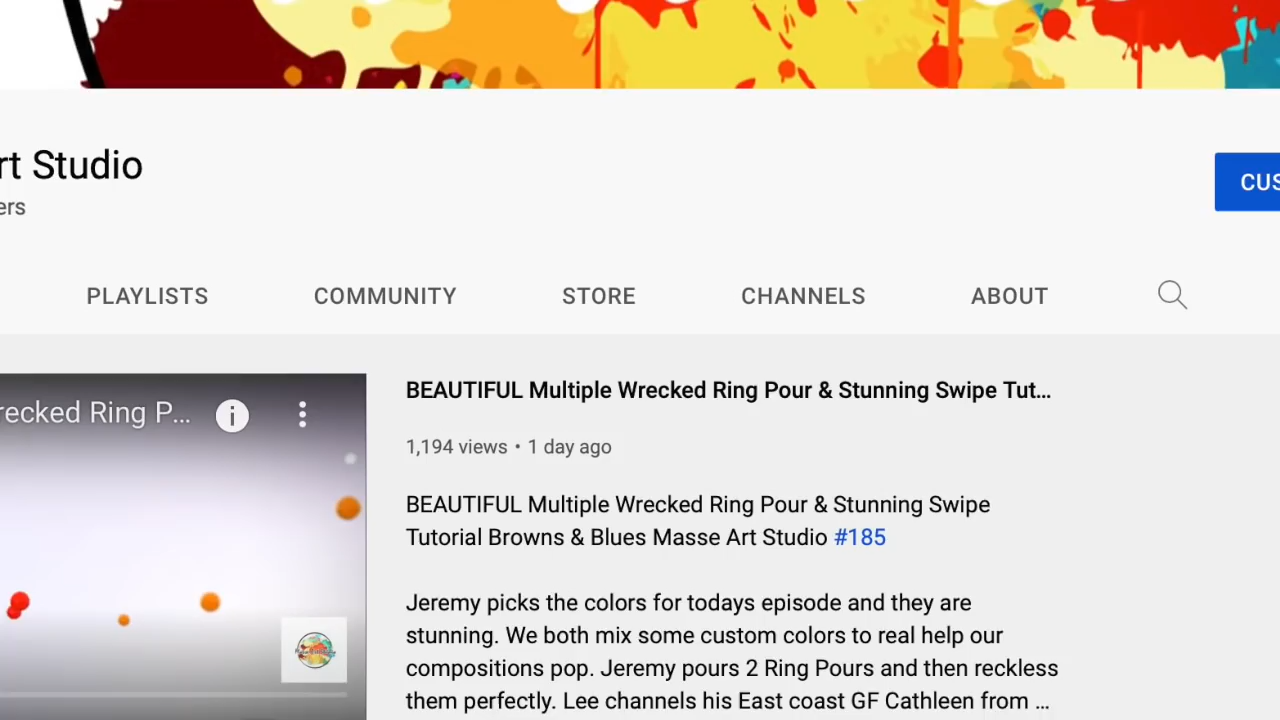 rt Studio
ers
CUS
PLAYLISTS
COMMUNITY
STORE
CHANNELS
ABOUT
recked Ring P...
BEAUTIFUL Multiple Wrecked Ring Pour & Stunning Swipe Tut...
1,194 views • 1 day ago
BEAUTIFUL Multiple Wrecked Ring Pour & Stunning Swipe
Tutorial Browns & Blues Masse Art Studio #185
Jeremy picks the colors for todays episode and they are
stunning. We both mix some custom colors to real help our
compositions pop. Jeremy pours 2 Ring Pours and then reckless
them perfectly. Lee channels his East coast GF Cathleen from ...